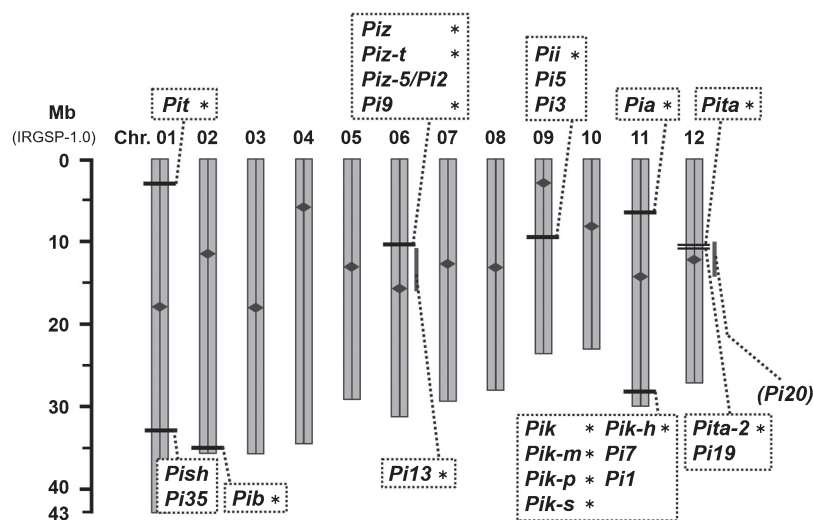 Piz *
Piz-t *
Piz-5/Pi2
Pi9 *
Pii *
Pi5
Pi3
Pit *
Pia *
Pita *
Mb
(IRGSP-1.0)
Chr. 01 02 03 04 05 06 07 08 09 10 11 12
0
10
20
30
40
43
(Pi20)
Pish
Pi35
Pib *
Pi13 *
Pik * Pik-h *
Pik-m * Pi7
Pik-p * Pi1
Pik-s *
Pita-2 *
Pi19